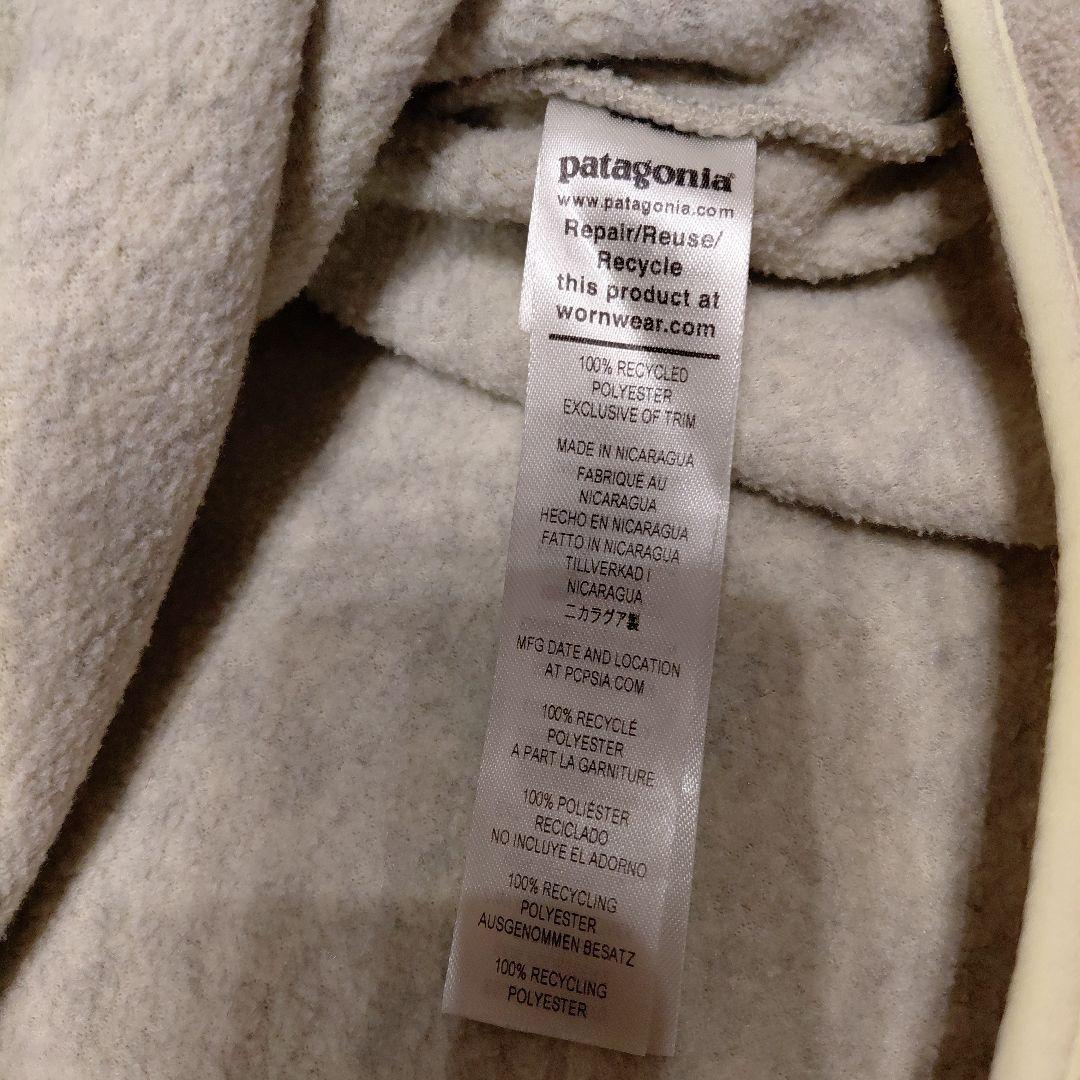 patagonia®
www.patagonia.com
Repair/Reuse/
Recycle
this product at
wornwear.com
100% RECYCLED
POLYESTER
EXCLUSIVE OF TRIM
MADE IN NICARAGUA
FABRIQUÉ AU
NICARAGUA
HECHO EN NICARAGUA
FATTO IN NICARAGUA
TILLVERKAD I
NICARAGUA
ニカラグア製
MFG DATE AND LOCATION
AT PCPSIA.COM
100% RECYCLÉ
POLYESTER
A PART LA GARNITURE
100% POLIÉSTER
RECICLADO
NO INCLUYE EL ADORNO
100% RECYCLING
POLYESTER
AUSGENOMMEN BESATZ
100% RECYCLING
POLYESTER